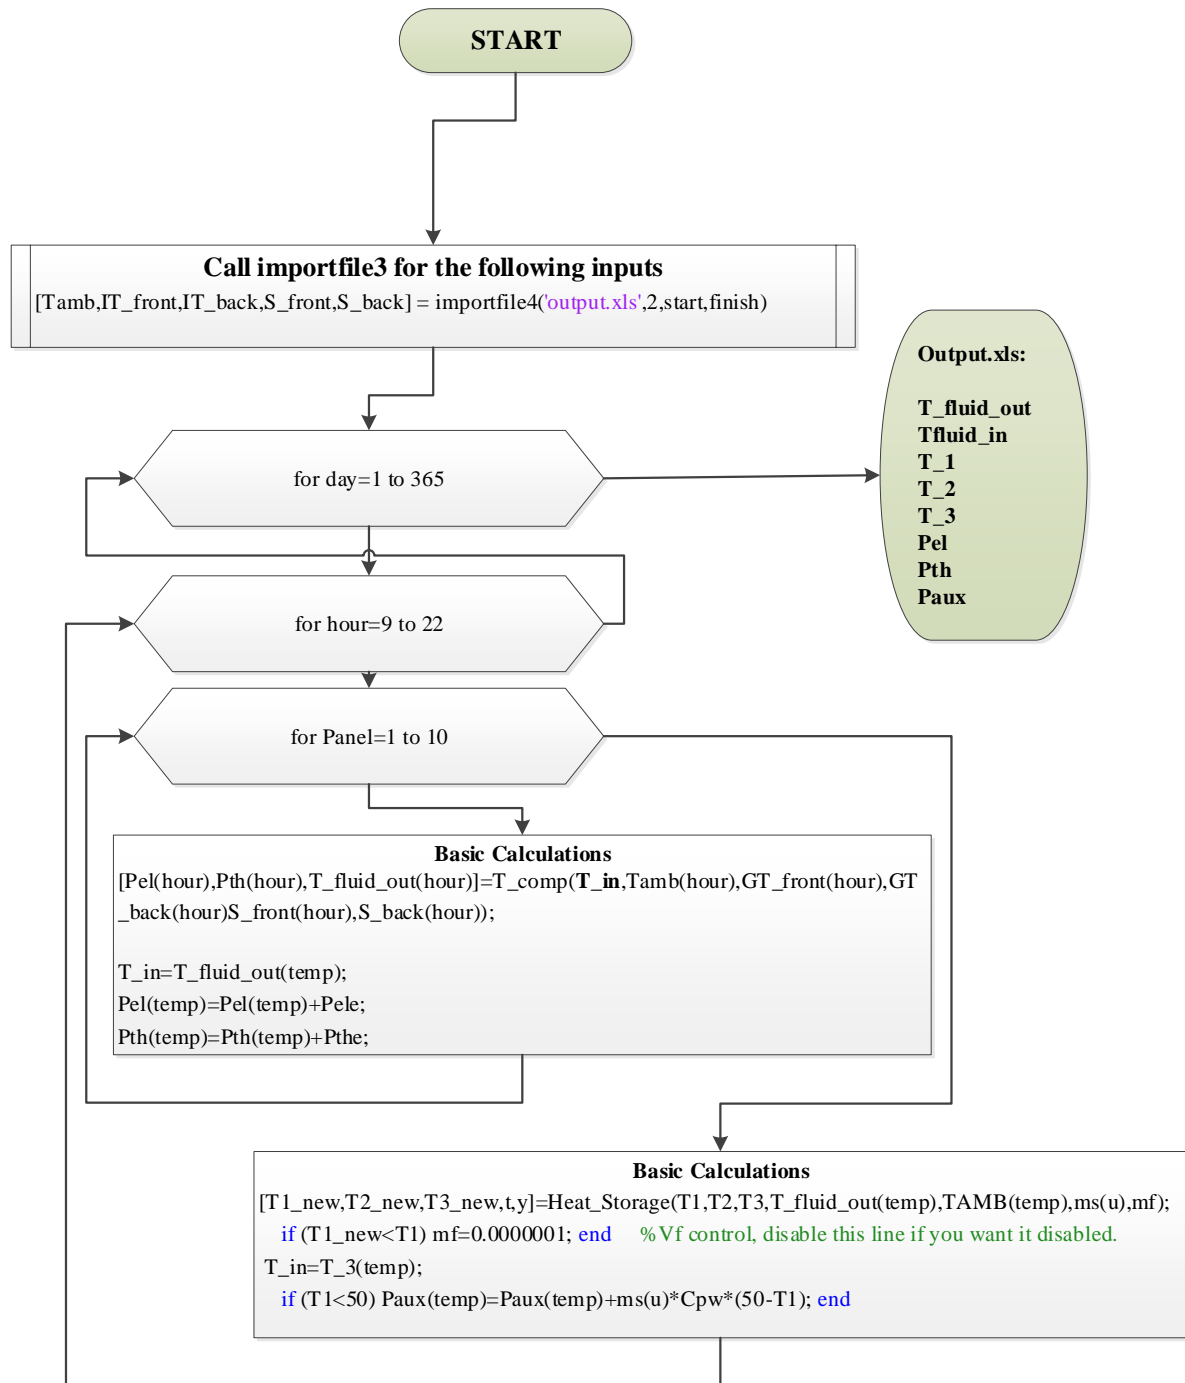 START
Call importfile3 for the following inputs
[Tamb,IT_front,IT_back,S_front,S_back] = importfile4('output.xls',2,start,finish)
Output.xls:
T_fluid_out
Tfluid_in
T_1
T_2
T_3
Pel
Pth
Paux
for day=1 to 365
for hour=9 to 22
for Panel=1 to 10
Basic Calculations
[Pel(hour),Pth(hour),T_fluid_out(hour)]=T_comp(T_in,Tamb(hour),GT_front(hour),GT
_back(hour)S_front(hour),S_back(hour));
T_in=T_fluid_out(temp);
Pel(temp)=Pel(temp)+Pele;
Pth(temp)=Pth(temp)+Pthe;
Basic Calculations
[T1_new,T2_new,T3_new,t,y]=Heat_Storage(T1,T2,T3,T_fluid_out(temp),TAMB(temp),ms(u),mf);
if (T1_new<T1) mf=0.0000001; end %Vf control, disable this line if you want it disabled.
T_in=T_3(temp);
if (T1<50) Paux(temp)=Paux(temp)+ms(u)*Cpw*(50-T1); end